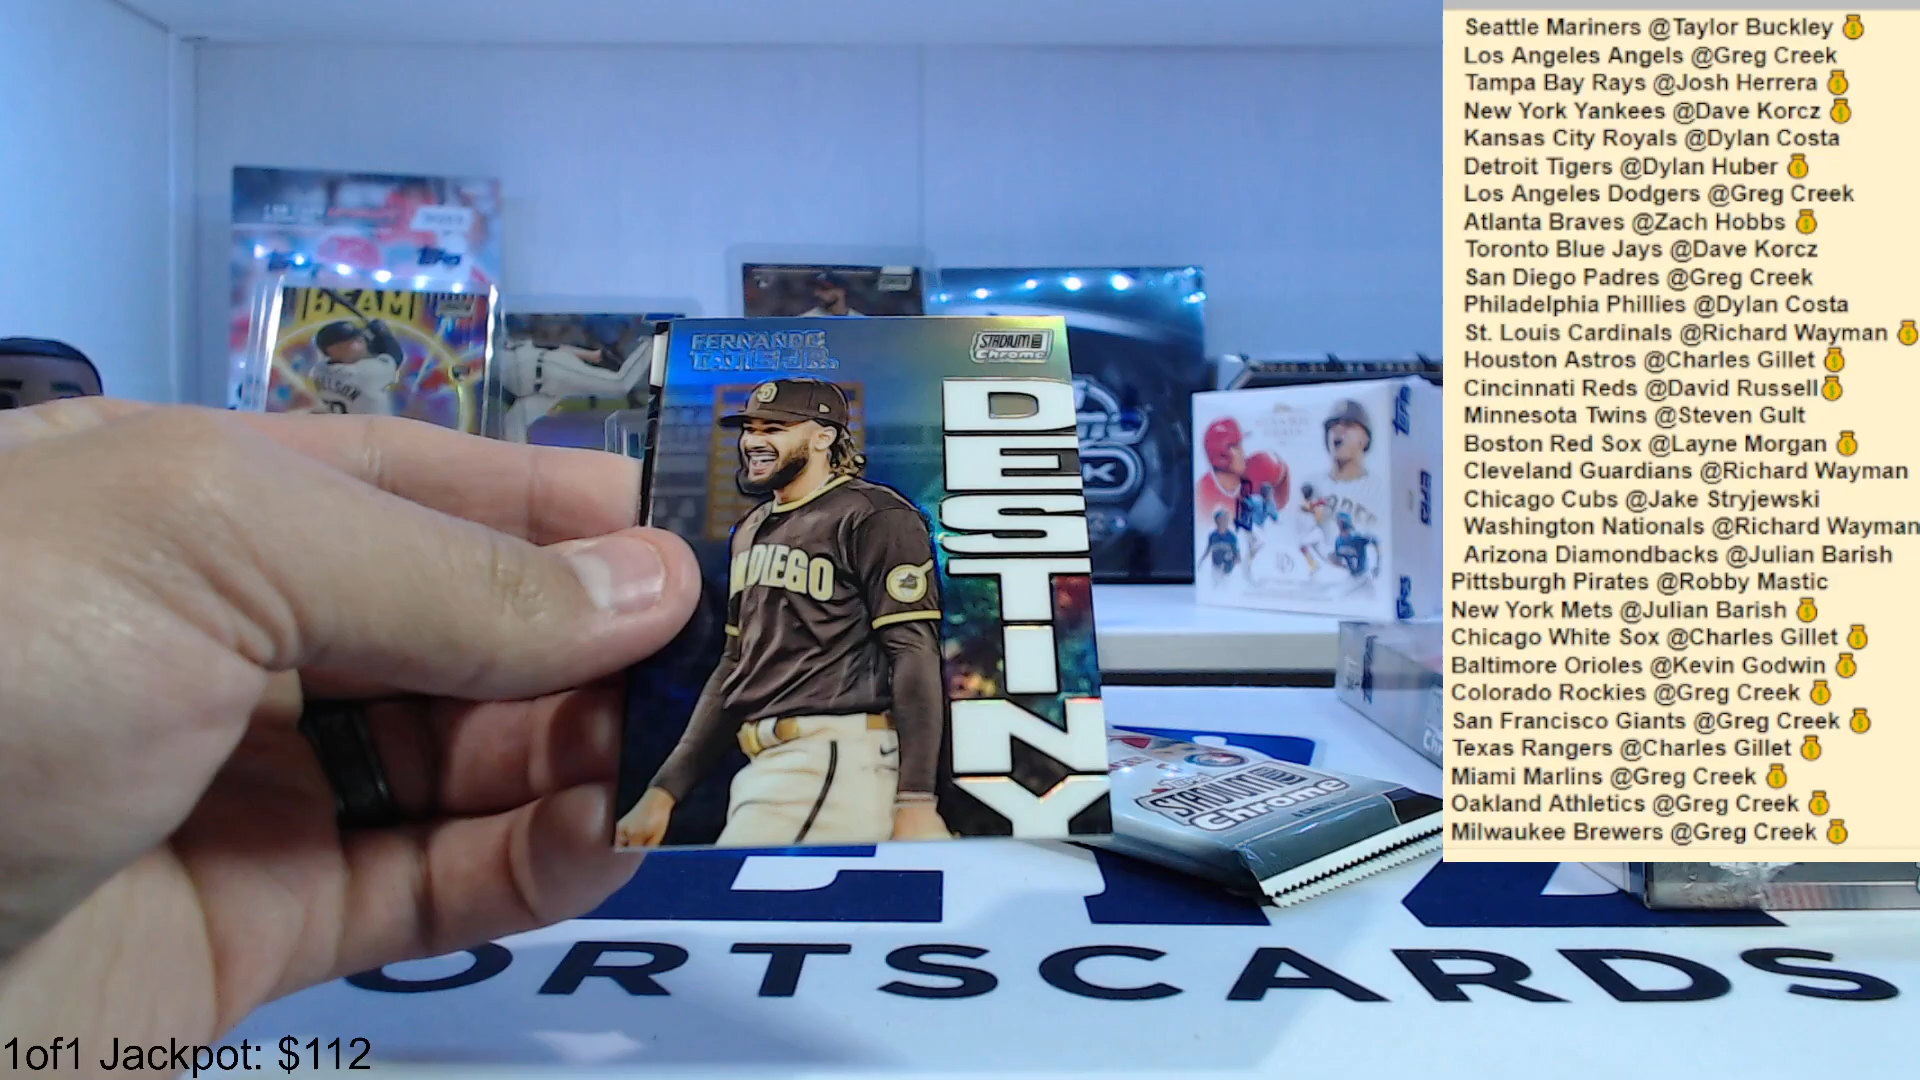 Seattle Mariners @Taylor Buckley
Los Angeles Angels @Greg Creek
Tampa Bay Rays @Josh Herrera
New York Yankees @Dave Korcz
Kansas City Royals @Dylan Costa
Detroit Tigers @Dylan Huber
Los Angeles Dodgers @Greg Creek
Atlanta Braves @Zach Hobbs
Toronto Blue Jays @Dave Korcz
San Diego Padres @Greg Creek
Philadelphia Phillies @Dylan Costa
St. Louis Cardinals @Richard Wayman
Houston Astros @Charles Gillet
Cincinnati Reds @David Russell
Minnesota Twins @Steven Gult
Boston Red Sox @Layne Morgan
Cleveland Guardians @Richard Wayman
Chicago Cubs @Jake Stryjewski
Washington Nationals @Richard Wayman
Arizona Diamondbacks @Julian Barish
Pittsburgh Pirates @Robby Mastic
New York Mets @Julian Barish
Chicago White Sox @Charles Gillet
Baltimore Orioles @Kevin Godwin
Colorado Rockies @Greg Creek
San Francisco Giants @Greg Creek
Texas Rangers @Charles Gillet
Miami Marlins @Greg Creek
Oakland Athletics @Greg Creek
Milwaukee Brewers @Greg Creek
Topps
BEAM
FERNANDO
TATIS JR.
STADIUM
Chrome
DESTINY
SAN DIEGO
Topps
STADIUM
Chrome
ORTSCARDS
1of1 Jackpot: $112